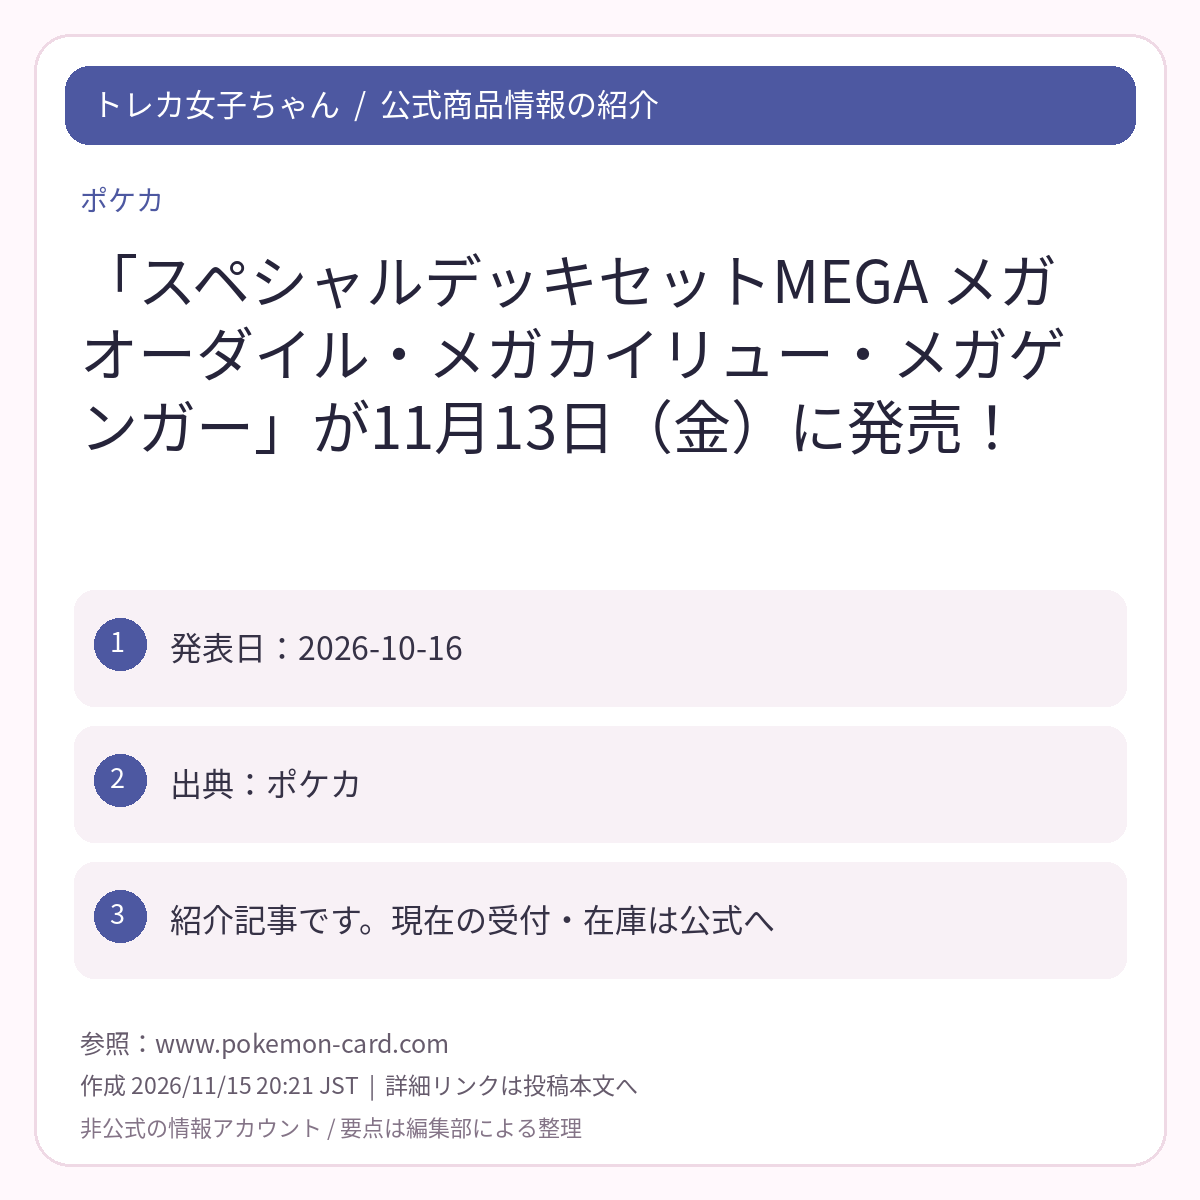 トレカ女子ちゃん / 公式商品情報の紹介
ポケカ
「スペシャルデッキセットMEGA メガ
オーダイル・メガカイリュー・メガゲ
ンガー」が11月13日（金）に発売！
1 発表日：2026-10-16
2 出典：ポケカ
3 紹介記事です。現在の受付・在庫は公式へ
参照：www.pokemon-card.com
作成 2026/11/15 20:21 JST｜詳細リンクは投稿本文へ
非公式の情報アカウント / 要点は編集部による整理